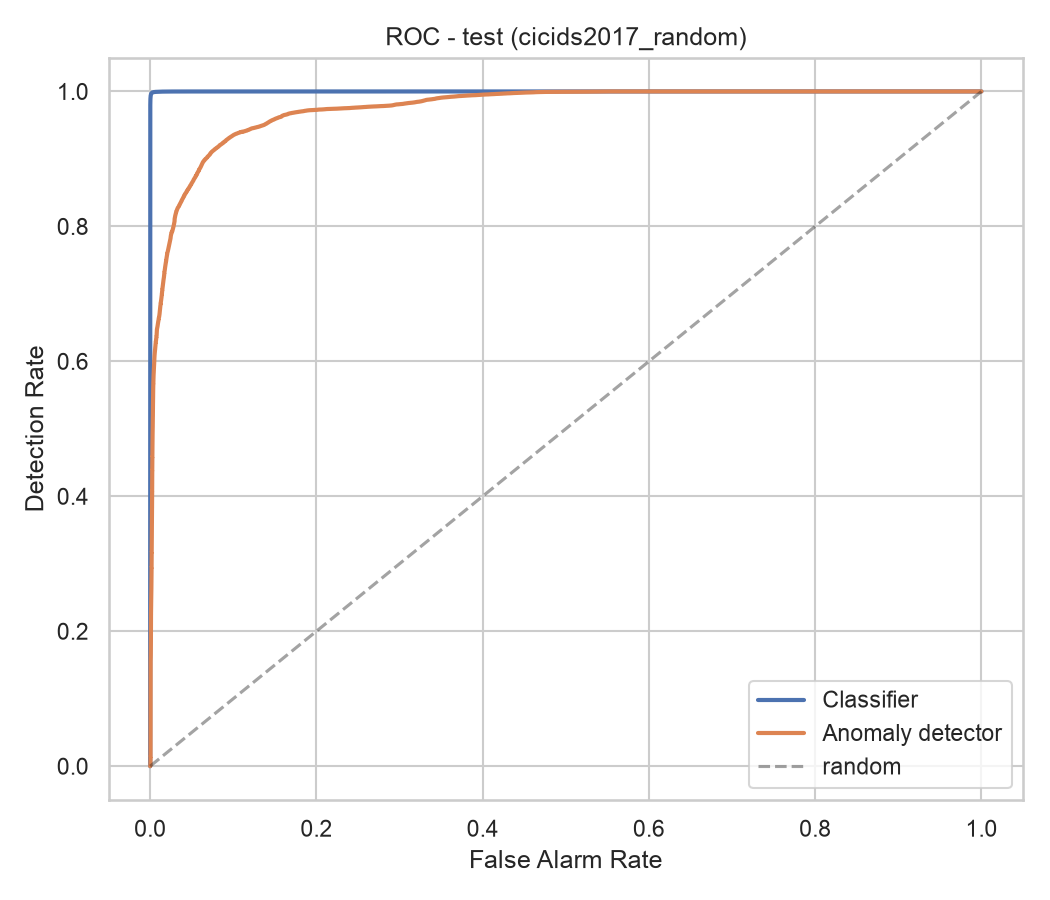 ROC - test (cicids2017_random)
Detection Rate
1.0
0.8
0.6
0.4
0.2
0.0
0.0 0.2 0.4 0.6 0.8 1.0
False Alarm Rate
Classifier
Anomaly detector
random